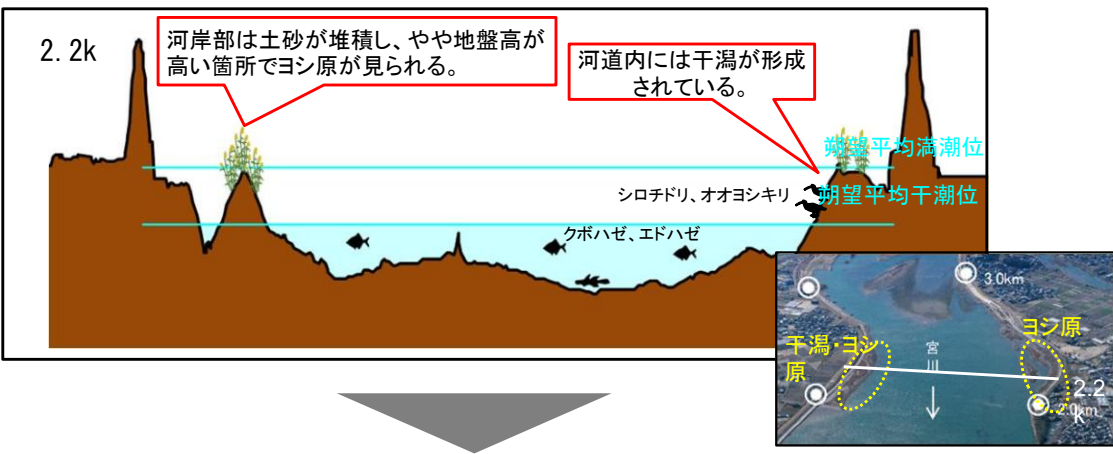 2.2k
河岸部は土砂が堆積し、やや地盤高が
高い箇所でヨシ原が見られる。
河道内には干潟が形成
されている。
朔望平均満潮位
シロチドリ、オオヨシキリ
朔望平均干潮位
クボハゼ、エドハゼ
3.0km
ヨシ原
干潟・ヨシ
原
宮
川
2.2
K
2.0km